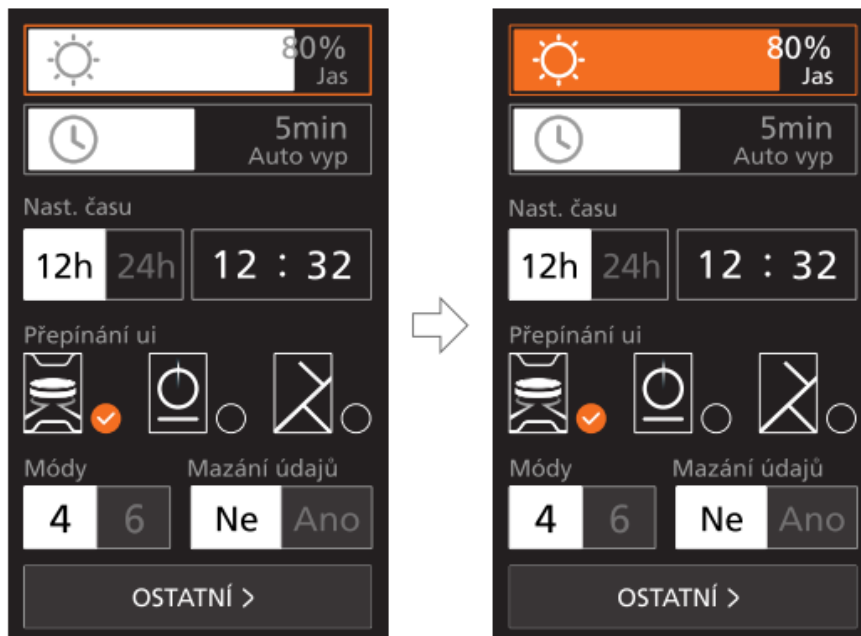 80%
Jas
5min
Auto vyp
Nast. času
12h 24h 12 : 32
Přepínání ui
Módy Mazání údajů
4 6 Ne Ano
OSTATNÍ >
80%
Jas
5min
Auto vyp
Nast. času
12h 24h 12 : 32
Přepínání ui
Módy Mazání údajů
4 6 Ne Ano
OSTATNÍ >